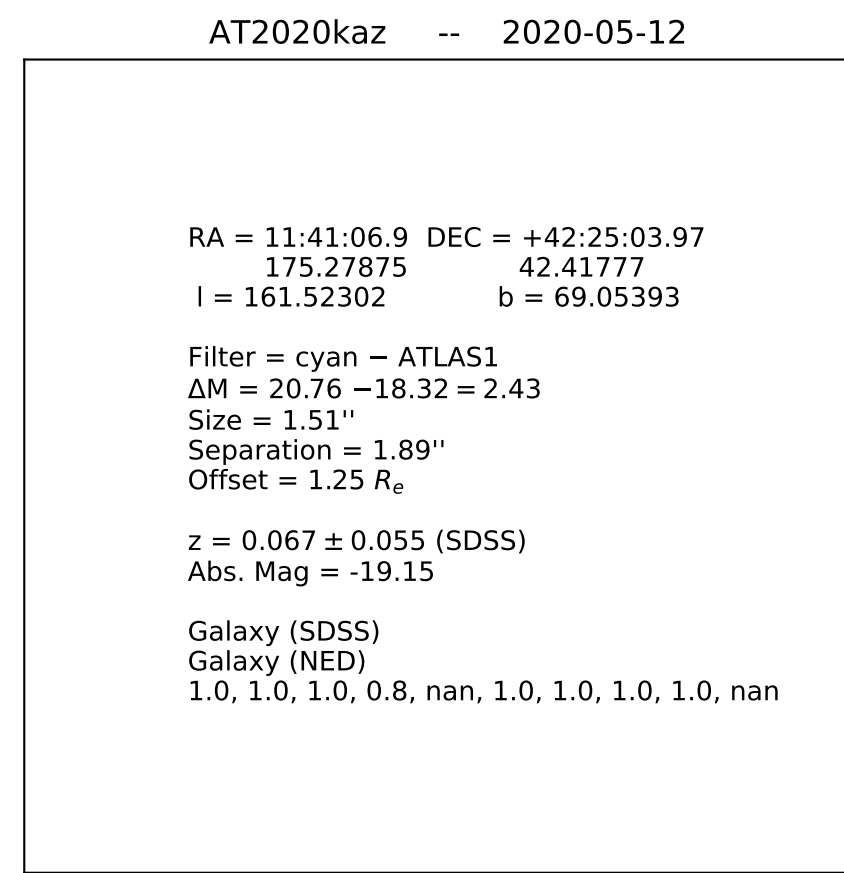 AT2020kaz -- 2020-05-12
RA = 11:41:06.9 DEC = +42:25:03.97
175.27875 42.41777
l = 161.52302 b = 69.05393
Filter = cyan − ATLAS1
ΔM = 20.76 −18.32 = 2.43
Size = 1.51''
Separation = 1.89''
Offset = 1.25 Rₑ
z = 0.067 ± 0.055 (SDSS)
Abs. Mag = -19.15
Galaxy (SDSS)
Galaxy (NED)
1.0, 1.0, 1.0, 0.8, nan, 1.0, 1.0, 1.0, 1.0, nan